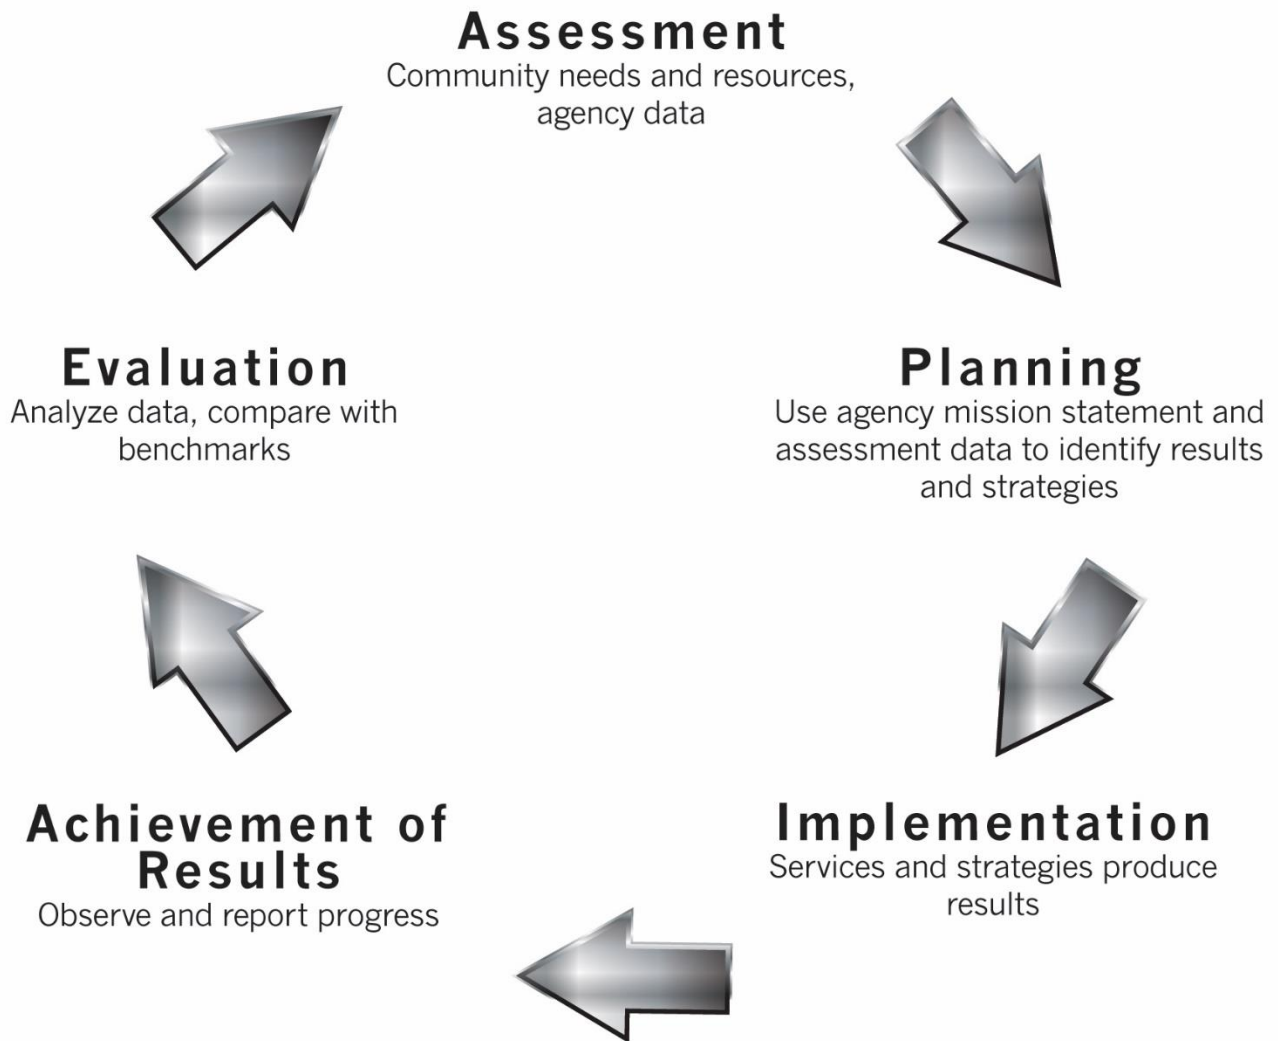 Assessment
Community needs and resources,
agency data
Planning
Use agency mission statement and
assessment data to identify results
and strategies
Implementation
Services and strategies produce
results
Achievement of
Results
Observe and report progress
Evaluation
Analyze data, compare with
benchmarks